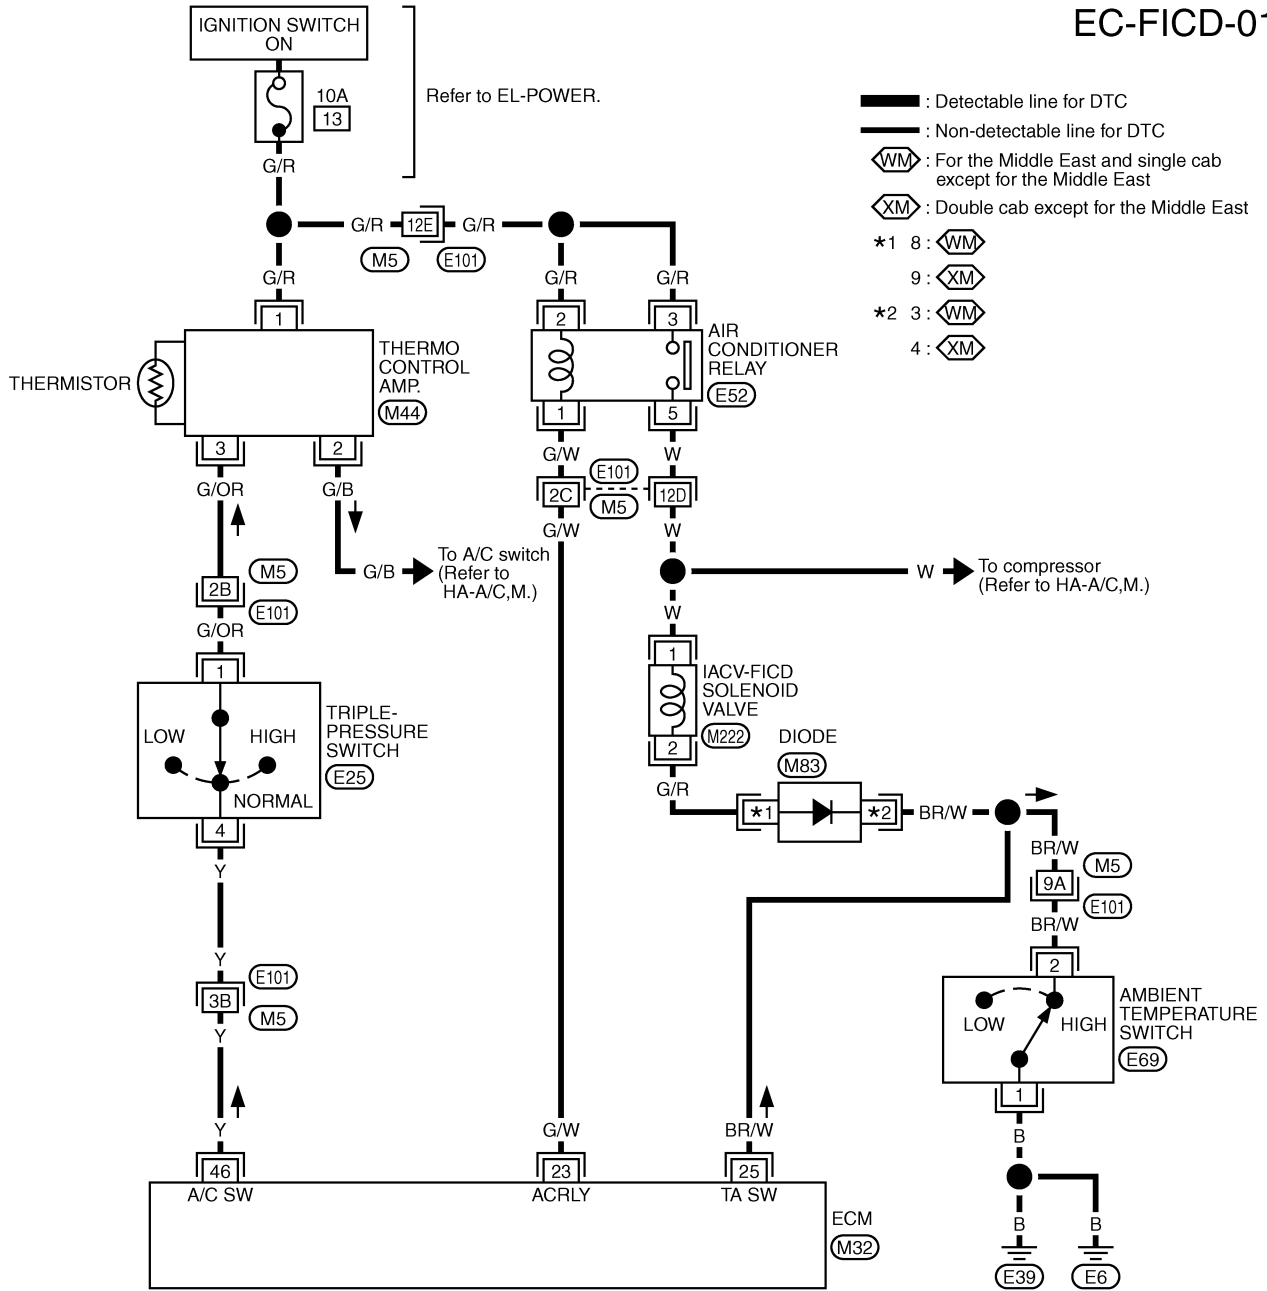 EC-FICD-01
IGNITION SWITCH
ON
10A
13
Refer to EL-POWER.
: Detectable line for DTC
: Non-detectable line for DTC
WM : For the Middle East and single cab
except for the Middle East
XM : Double cab except for the Middle East
*1 8 : WM
9 : XM
*2 3 : WM
4 : XM
G/R
G/R 12E G/R
M5 E101
G/R G/R G/R
1 2 3
THERMISTOR
THERMO
CONTROL
AMP.
M44
AIR
CONDITIONER
RELAY
E52
3 2 1 5
G/OR G/B G/W W
E101
2C 12D
M5
G/W W
G/B
To A/C switch
(Refer to
HA-A/C,M.)
W
To compressor
(Refer to HA-A/C,M.)
M5
2B
E101
G/OR
W
1
1
IACV-FICD
SOLENOID
VALVE
M222
2
G/R
LOW HIGH
NORMAL
TRIPLE-
PRESSURE
SWITCH
E25
4
DIODE
M83
*1 *2 BR/W
BR/W
M5
9A
E101
BR/W
2
Y
Y
E101
3B
M5
Y
LOW HIGH
AMBIENT
TEMPERATURE
SWITCH
E69
1
B
Y G/W BR/W
46 23 25
A/C SW ACRLY TA SW
ECM
M32
B B
E39 E6